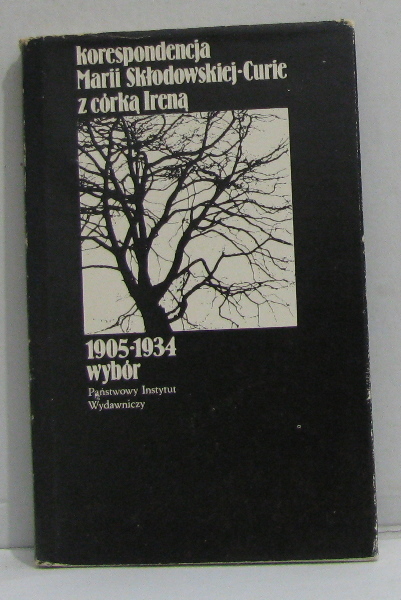 korespondencja
Marii Skłodowskiej-Curie
z córką Ireną
1905-1934
wybór
Państwowy Instytut
Wydawniczy